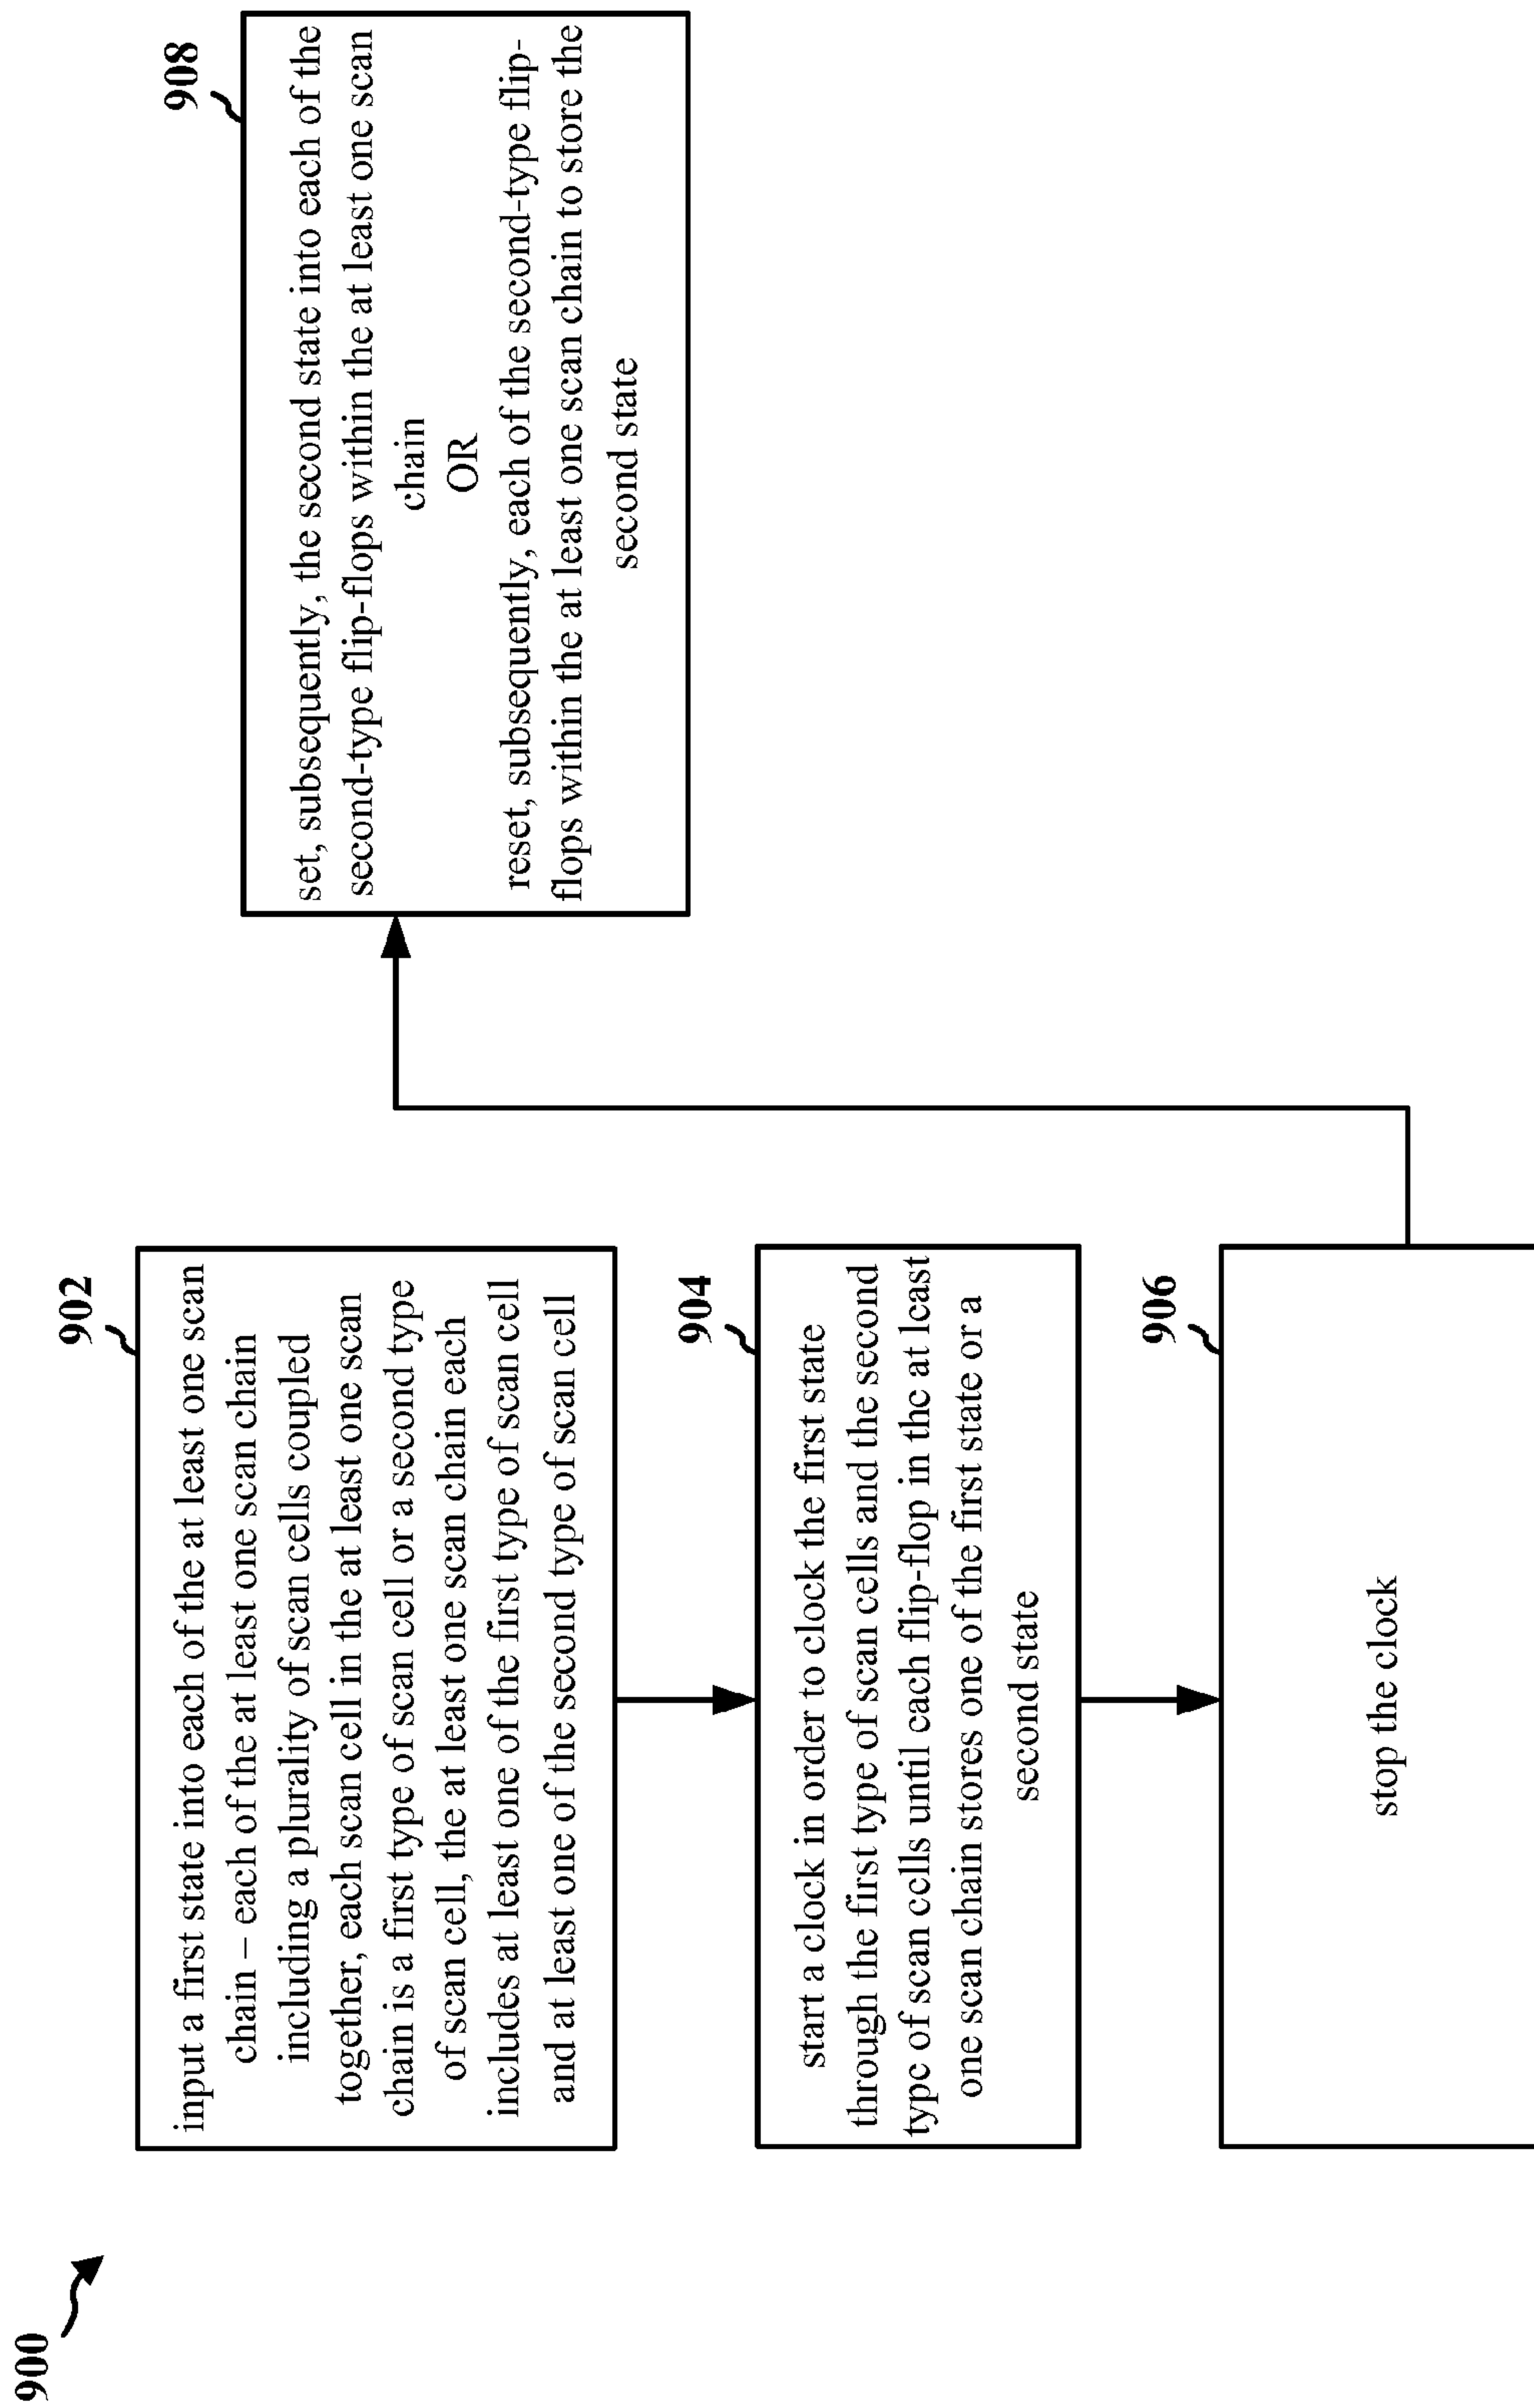 900
902
input a first state into each of the at least one scan
chain – each of the at least one scan chain
including a plurality of scan cells coupled
together, each scan cell in the at least one scan
chain is a first type of scan cell or a second type
of scan cell, the at least one scan chain each
includes at least one of the first type of scan cell
and at least one of the second type of scan cell
904
start a clock in order to clock the first state
through the first type of scan cells and the second
type of scan cells until each flip-flop in the at least
one scan chain stores one of the first state or a
second state
906
stop the clock
908
set, subsequently, the second state into each of the
second-type flip-flops within the at least one scan
chain
OR
reset, subsequently, each of the second-type flip-
flops within the at least one scan chain to store the
second state